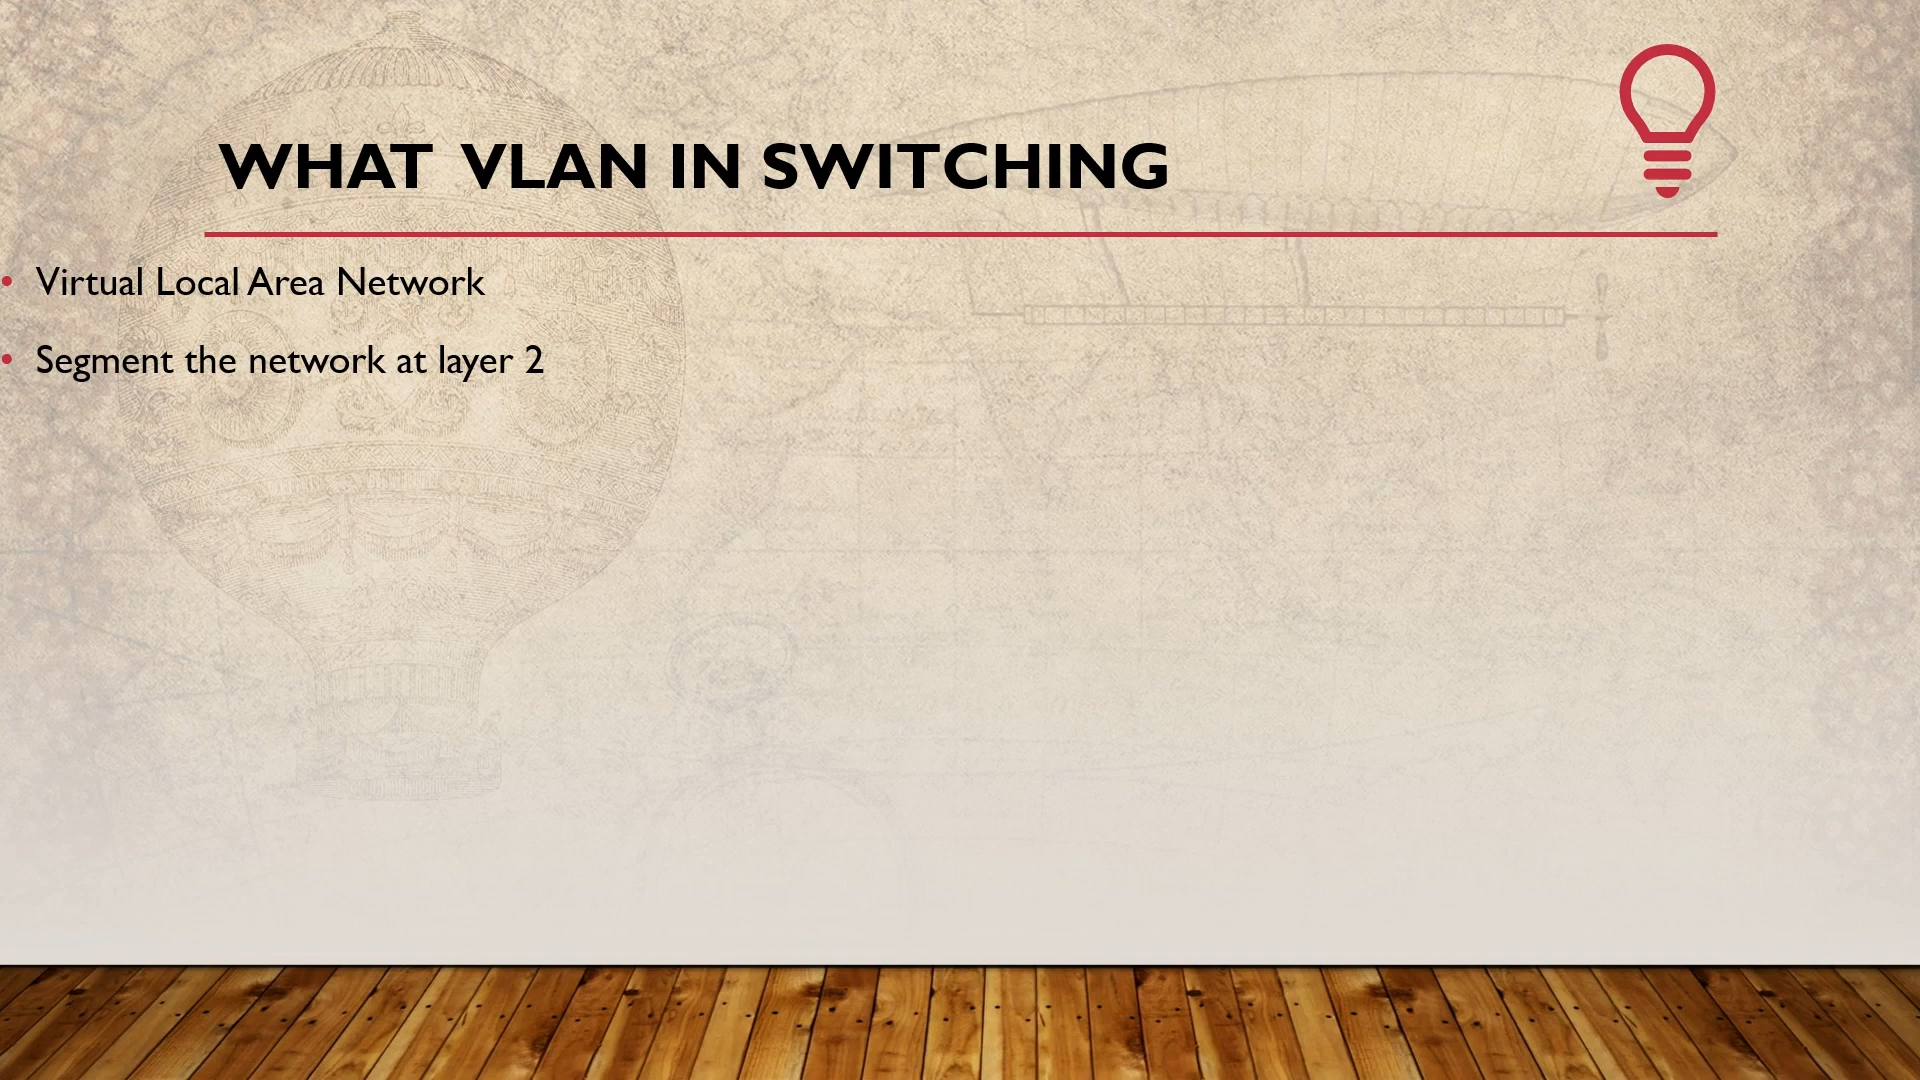 WHAT VLAN IN SWITCHING
• Virtual Local Area Network
• Segment the network at layer 2